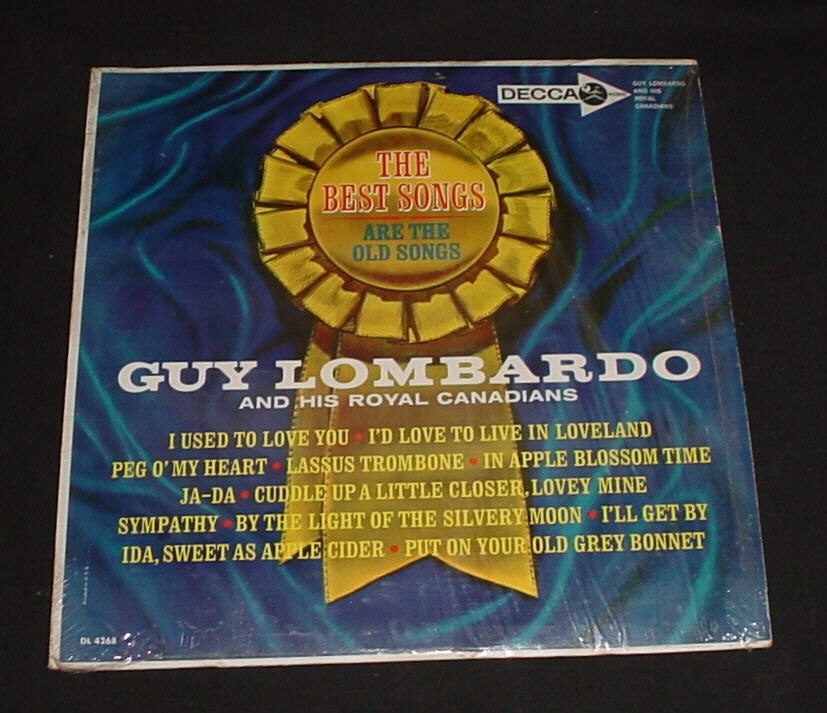 DECCA
GUY LOMBARDO
AND HIS
ROYAL
CANADIANS
THE
BEST SONGS
ARE THE
OLD SONGS
GUY LOMBARDO
AND HIS ROYAL CANADIANS
I USED TO LOVE YOU • I'D LOVE TO LIVE IN LOVELAND
PEG O' MY HEART • LASSUS TROMBONE • IN APPLE BLOSSOM TIME
JA-DA • CUDDLE UP A LITTLE CLOSER, LOVEY MINE
SYMPATHY • BY THE LIGHT OF THE SILVERY MOON • I'LL GET BY
IDA, SWEET AS APPLE CIDER • PUT ON YOUR OLD GREY BONNET
DL 4268